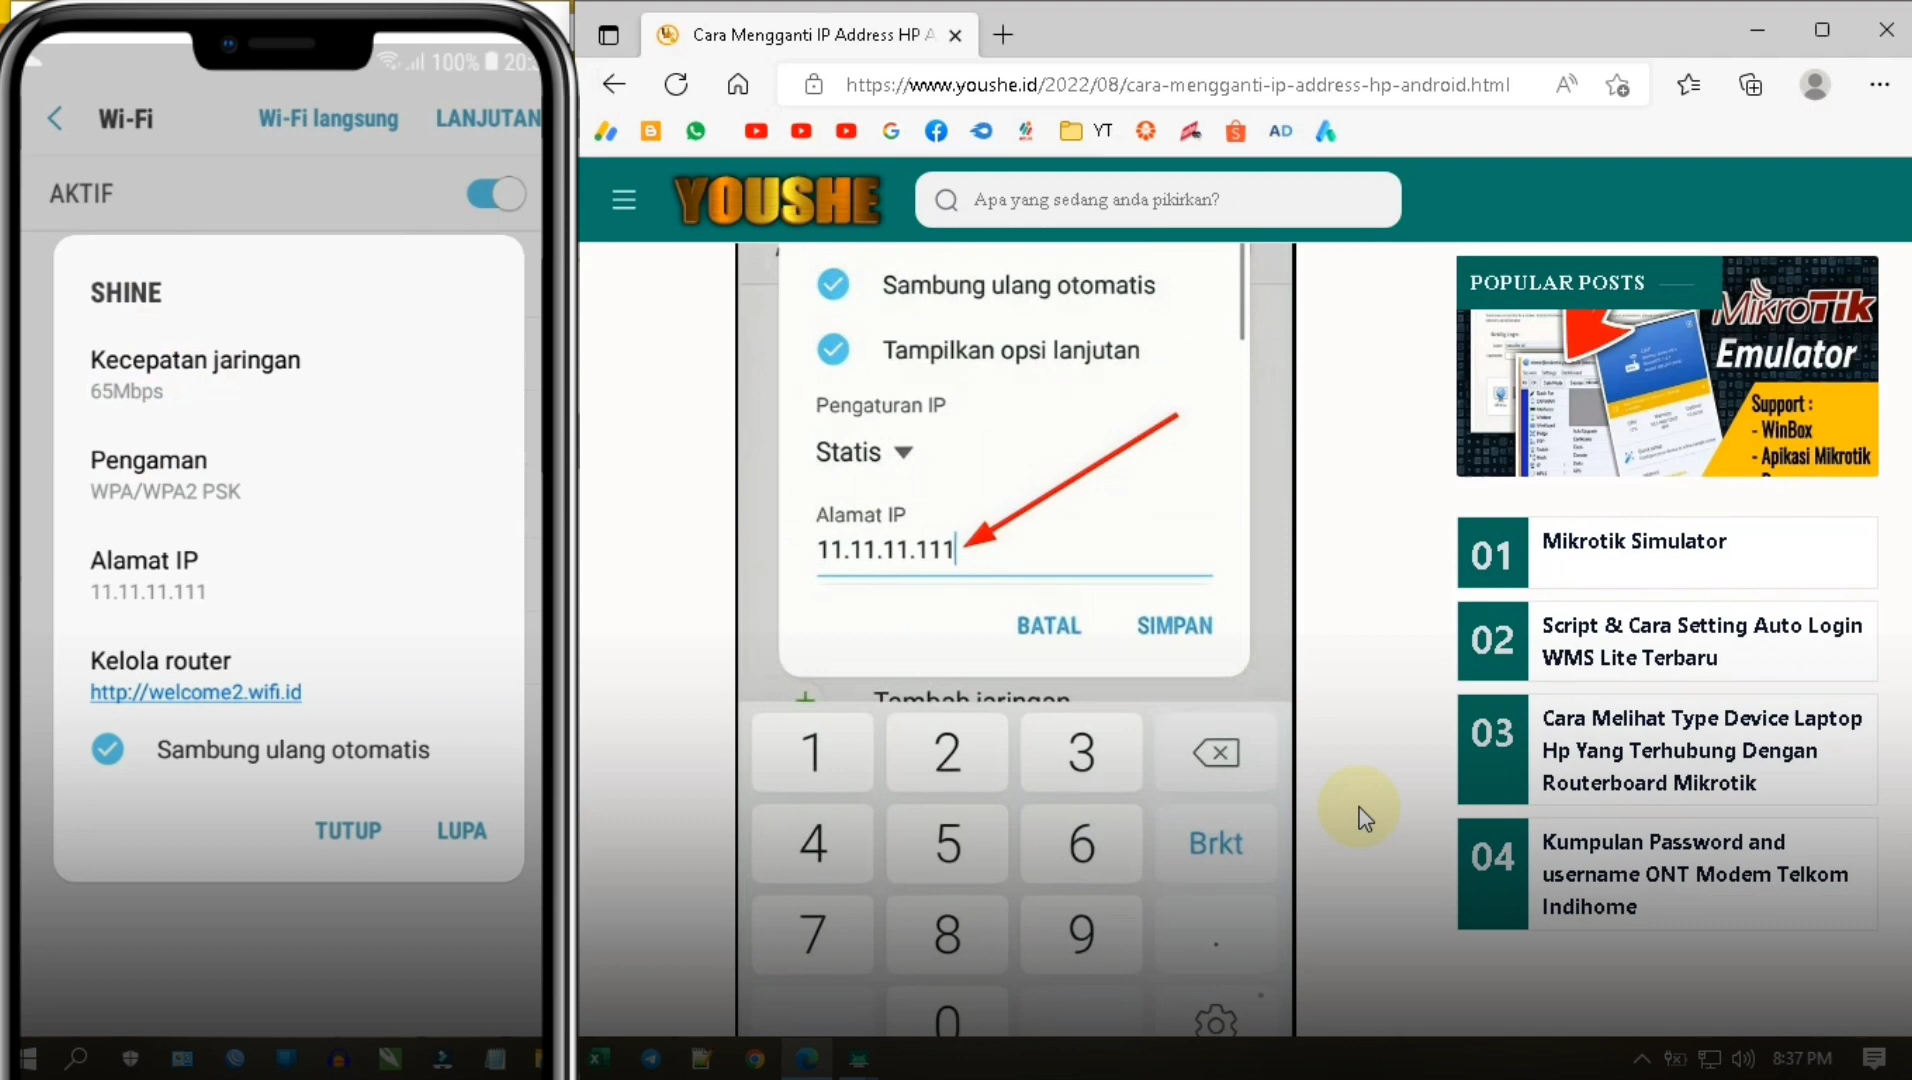 100%
Wi-Fi
Wi-Fi langsung
LANJUTAN
AKTIF
SHINE
Kecepatan jaringan
65Mbps
Pengaman
WPA/WPA2 PSK
Alamat IP
11.11.11.111
Kelola router
http://welcome2.wifi.id
Sambung ulang otomatis
TUTUP
LUPA
Cara Mengganti IP Address HP A
https://www.youshe.id/2022/08/cara-mengganti-ip-address-hp-android.html
YT
AD
YOUSHE
Apa yang sedang anda pikirkan?
Sambung ulang otomatis
Tampilkan opsi lanjutan
Pengaturan IP
Statis
Alamat IP
11.11.11.111
BATAL
SIMPAN
Tambah jaringan
1
2
3
4
5
6
Brkt
7
8
9
.
0
POPULAR POSTS
MikroTik
Emulator
Support :
- WinBox
- Apikasi Mikrotik
01
Mikrotik Simulator
02
Script & Cara Setting Auto Login
WMS Lite Terbaru
03
Cara Melihat Type Device Laptop
Hp Yang Terhubung Dengan
Routerboard Mikrotik
04
Kumpulan Password and
username ONT Modem Telkom
Indihome
8:37 PM